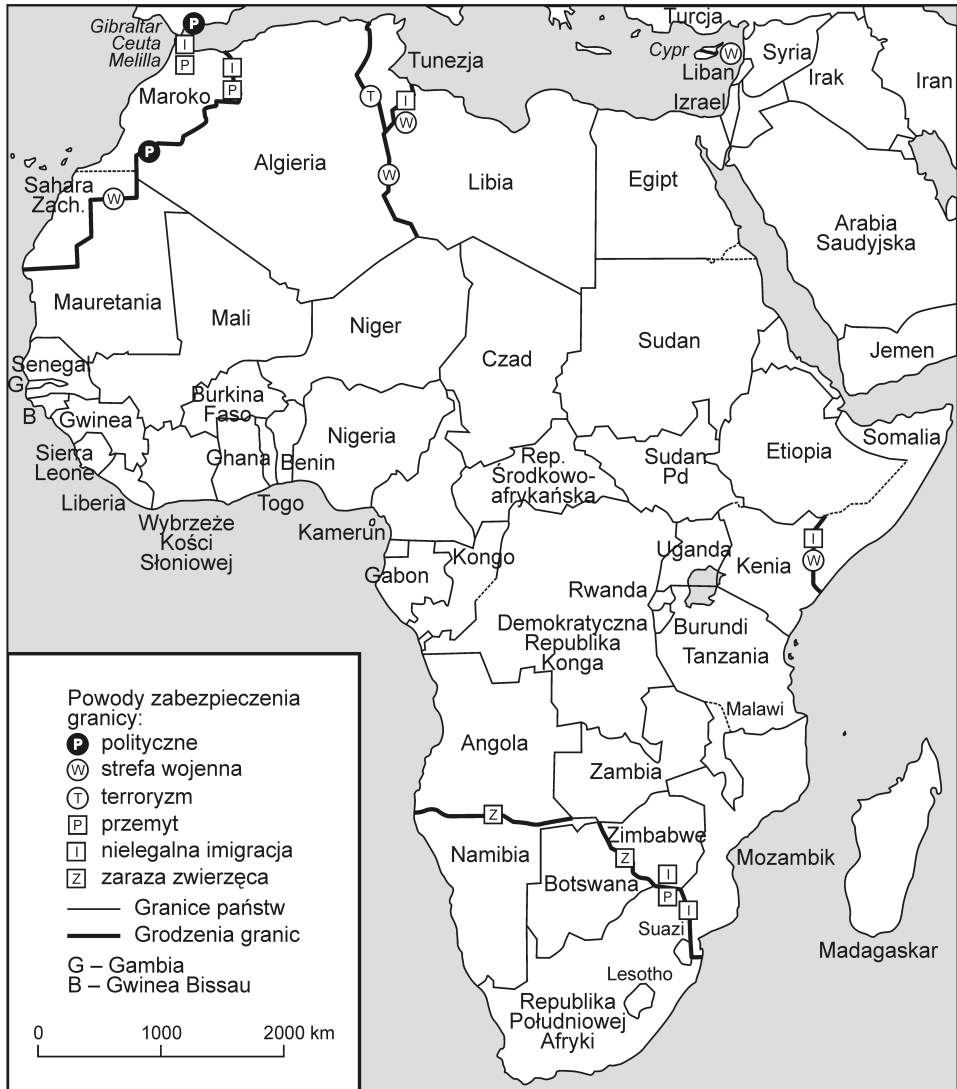 Turcja
Gibraltar
Ceuta
Melilla
P
I
P
I
P
Maroko
Tunezja
T
I
W
Cypr
W
Syria
Liban
Irak
Iran
Izrael
P
Algieria
W
Libia
Egipt
Sahara
Zach.
W
Arabia
Saudyjska
Mauretania
Mali
Niger
Czad
Sudan
Jemen
Senegal
G
B
Gwinea
Burkina
Faso
Nigeria
Ghana
Benin
Sierra
Leone
Liberia
Togo
Wybrzeże
Kości
Słoniowej
Kamerun
Rep.
Środkowo-
afrykańska
Sudan
Pd
Etiopia
Somalia
I
W
Gabon
Kongo
Uganda
Kenia
Rwanda
Demokratyczna
Republika
Konga
Burundi
Tanzania
Malawi
Angola
Zambia
Z
Namibia
Zimbabwe
Z
Botswana
I
P
I
Mozambik
Suazi
Madagaskar
Lesotho
Republika
Południowej
Afryki
Powody zabezpieczenia
granicy:
P polityczne
W strefa wojenna
T terroryzm
P przemyt
I nielegalna imigracja
Z zaraza zwierzęca
Granice państw
Grodzenia granic
G – Gambia
B – Gwinea Bissau
0 1000 2000 km